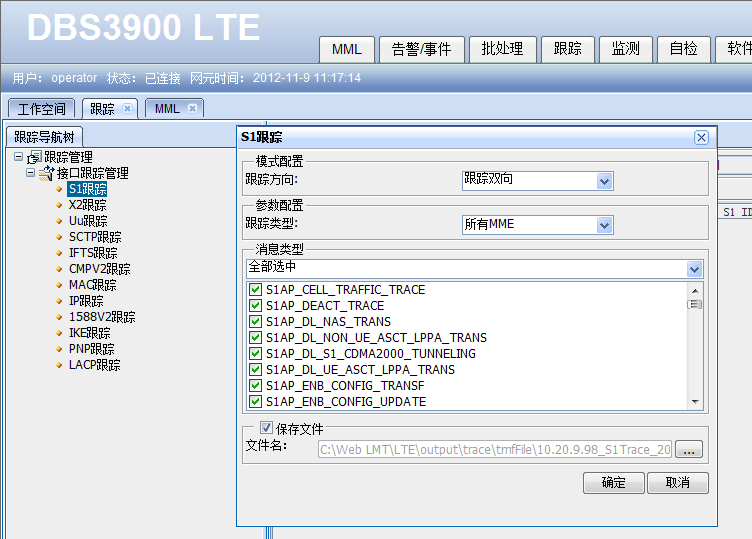 DBS3900 LTE
MML 告警/事件 批处理 跟踪 监测 自检 软件
用户： operator 状态：已连接 网元时间：2012-11-9 11:17:14
工作空间 跟踪 MML
跟踪导航树
跟踪管理
接口跟踪管理
S1跟踪
X2跟踪
Uu跟踪
SCTP跟踪
IFTS跟踪
CMPV2跟踪
MAC跟踪
IP跟踪
1588V2跟踪
IKE跟踪
PNP跟踪
LACP跟踪
S1跟踪
模式配置
跟踪方向: 跟踪双向
参数配置
跟踪类型: 所有MME
消息类型
全部选中
S1AP_CELL_TRAFFIC_TRACE
S1AP_DEACT_TRACE
S1AP_DL_NAS_TRANS
S1AP_DL_NON_UE_ASCT_LPPA_TRANS
S1AP_DL_S1_CDMA2000_TUNNELING
S1AP_DL_UE_ASCT_LPPA_TRANS
S1AP_ENB_CONFIG_TRANSF
S1AP_ENB_CONFIG_UPDATE
保存文件
文件名: C:\Web LMT\LTE\output\trace\tmfFile\10.20.9.98_S1Trace_20 ...
确定 取消
S1 ID